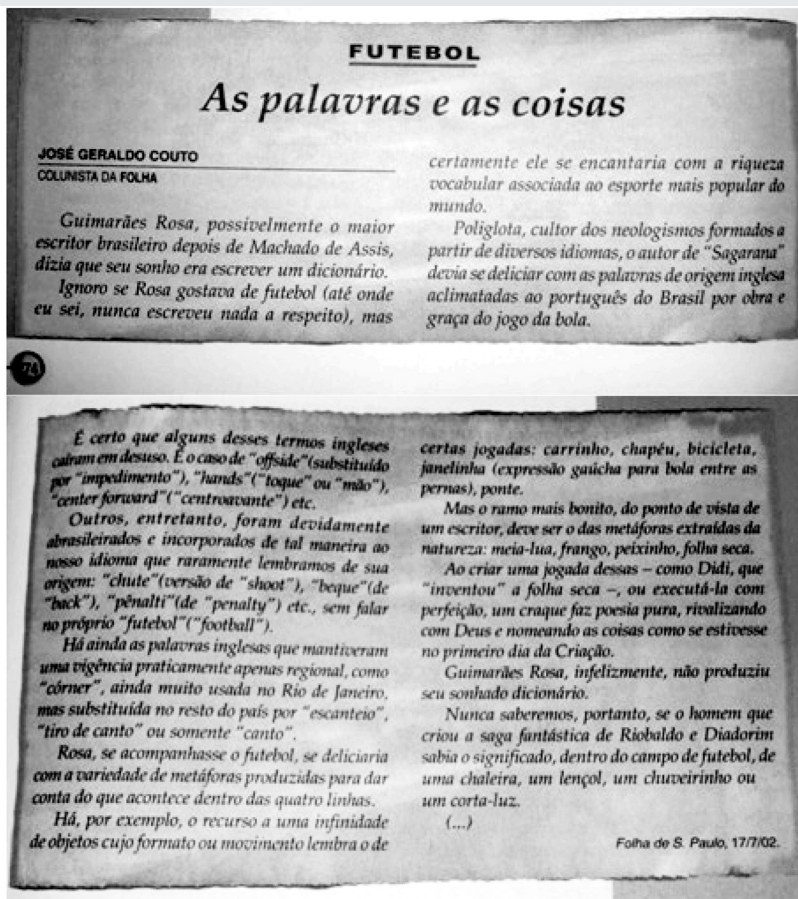 FUTEBOL
As palavras e as coisas
JOSÉ GERALDO COUTO
COLUNISTA DA FOLHA
Guimarães Rosa, possivelmente o maior
escritor brasileiro depois de Machado de Assis,
dizia que seu sonho era escrever um dicionário.
Ignoro se Rosa gostava de futebol (até onde
eu sei, nunca escreveu nada a respeito), mas
certamente ele se encantaria com a riqueza
vocabular associada ao esporte mais popular do
mundo.
Poliglota, cultor dos neologismos formados a
partir de diversos idiomas, o autor de "Sagarana"
devia se deliciar com as palavras de origem inglesa
aclimatadas ao português do Brasil por obra e
graça do jogo da bola.
74
É certo que alguns desses termos ingleses
caíram em desuso. É o caso de "offside"(substituído
por "impedimento"), "hands"("toque" ou "mão"),
"center forward"("centroavante") etc.
Outros, entretanto, foram devidamente
abrasileirados e incorporados de tal maneira ao
nosso idioma que raramente lembramos de sua
origem: "chute"(versão de "shoot"), "beque"(de
"back"), "pênalti"(de "penalty") etc., sem falar
no próprio "futebol"("football").
Há ainda as palavras inglesas que mantiveram
uma vigência praticamente apenas regional, como
"córner", ainda muito usada no Rio de Janeiro,
mas substituída no resto do país por "escanteio",
"tiro de canto" ou somente "canto".
Rosa, se acompanhasse o futebol, se deliciaria
com a variedade de metáforas produzidas para dar
conta do que acontece dentro das quatro linhas.
Há, por exemplo, o recurso a uma infinidade
de objetos cujo formato ou movimento lembra o de
certas jogadas: carrinho, chapéu, bicicleta,
janelinha (expressão gaúcha para bola entre as
pernas), ponte.
Mas o ramo mais bonito, do ponto de vista de
um escritor, deve ser o das metáforas extraídas da
natureza: meia-lua, frango, peixinho, folha seca.
Ao criar uma jogada dessas – como Didi, que
"inventou" a folha seca –, ou executá-la com
perfeição, um craque faz poesia pura, rivalizando
com Deus e nomeando as coisas como se estivesse
no primeiro dia da Criação.
Guimarães Rosa, infelizmente, não produziu
seu sonhado dicionário.
Nunca saberemos, portanto, se o homem que
criou a saga fantástica de Riobaldo e Diadorim
sabia o significado, dentro do campo de futebol, de
uma chaleira, um lençol, um chuveirinho ou
um corta-luz.
(...)
Folha de S. Paulo, 17/7/02.